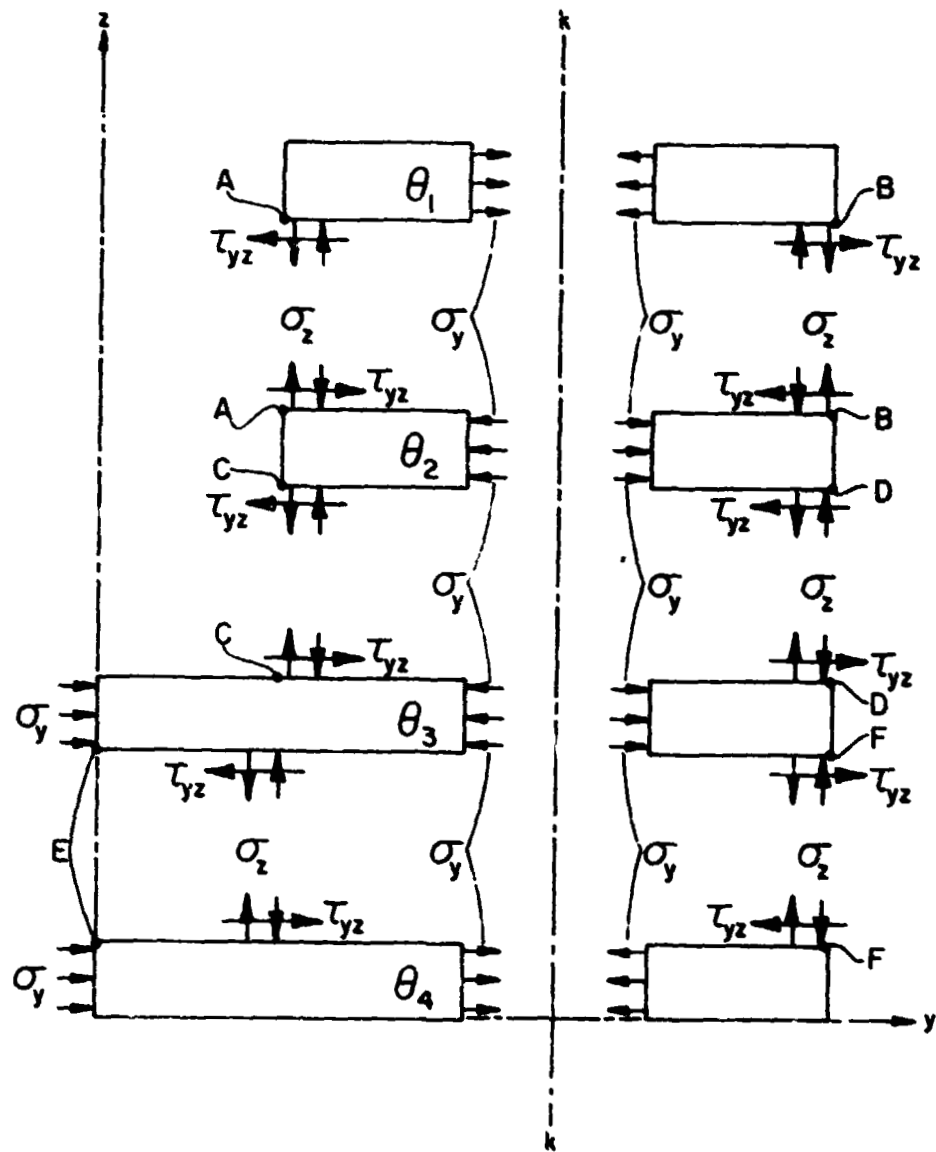 z k
A θ₁ B
τyz τyz
σz σy σy σz
τyz τyz
A B
C θ₂ D
τyz τyz
σy σy σz
C τyz τyz
D
σy θ₃ F
τyz τyz
E σz σy σy σz
τyz τyz
F
σy θ₄
y
k